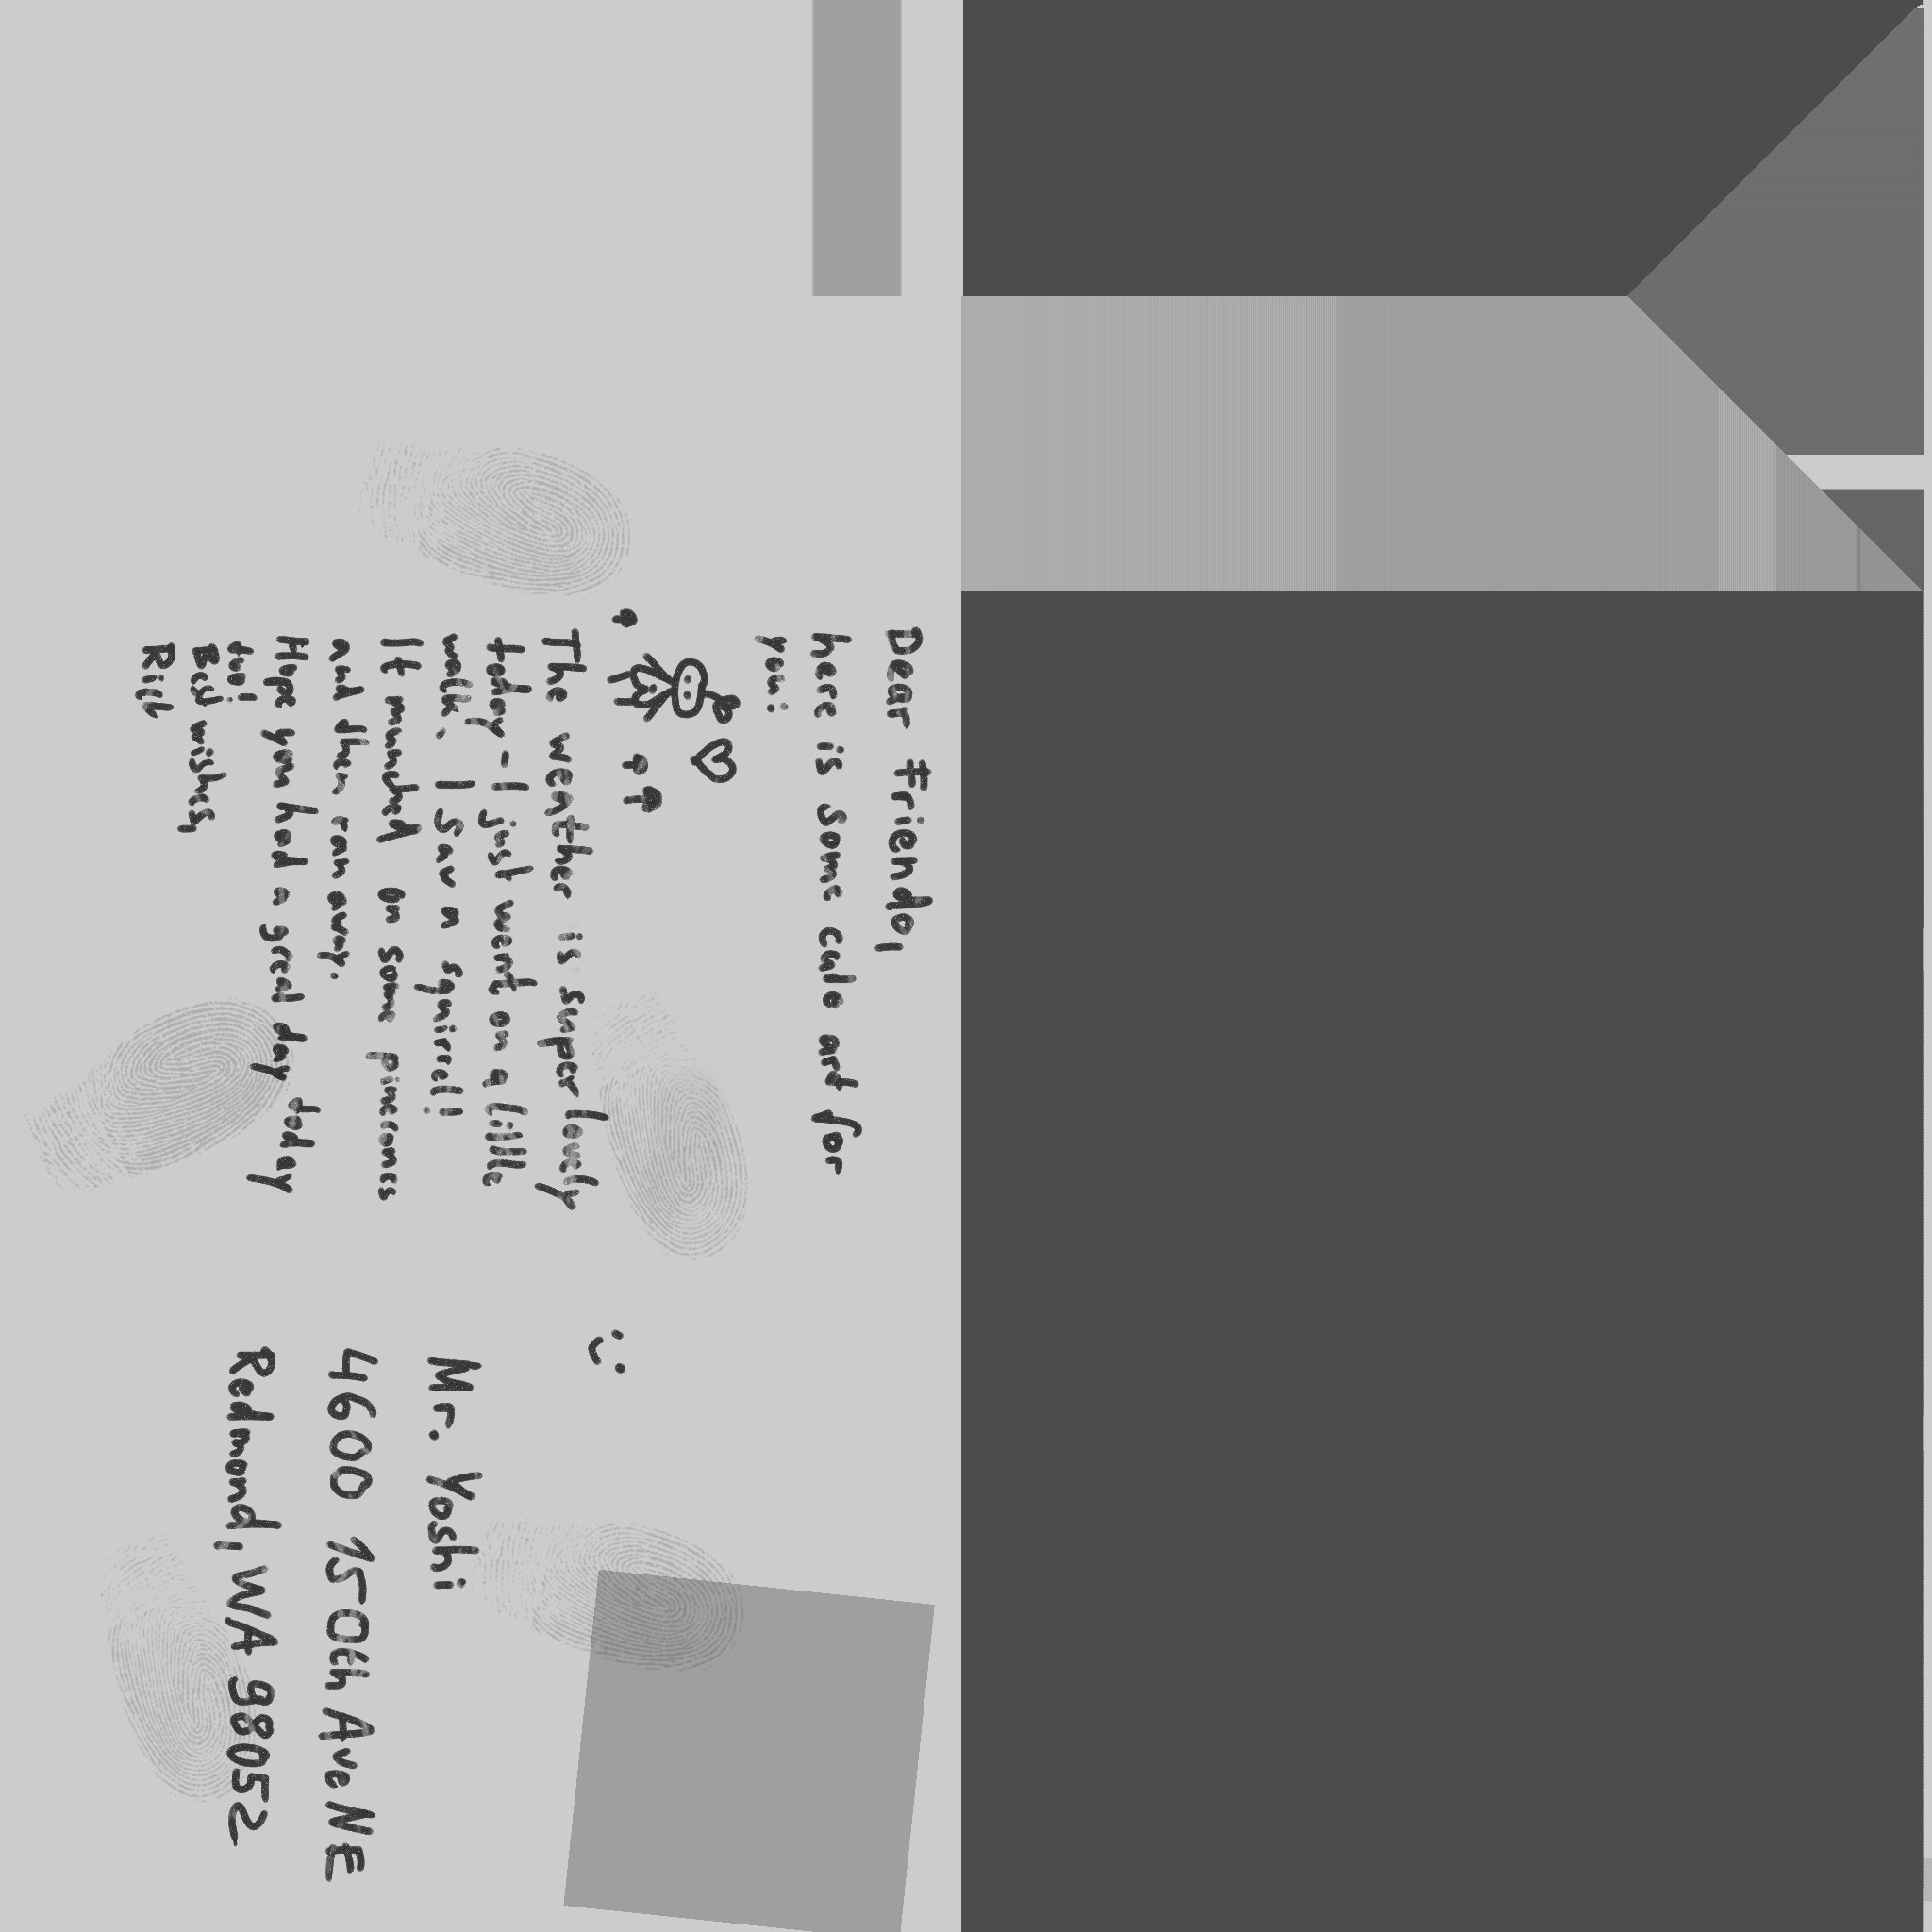 Dear Friendo,
here is some cute art for
you:
The weather is super lovely
today - I just went on a little
walk. I saw a squirrel!
It munched on some pinecones
and then ran away.
Hope you had a great day today
too!
Best wishes,
Rick
:)
Mr. Yoshi
4600 150th Ave NE
Redmond, WA 98052